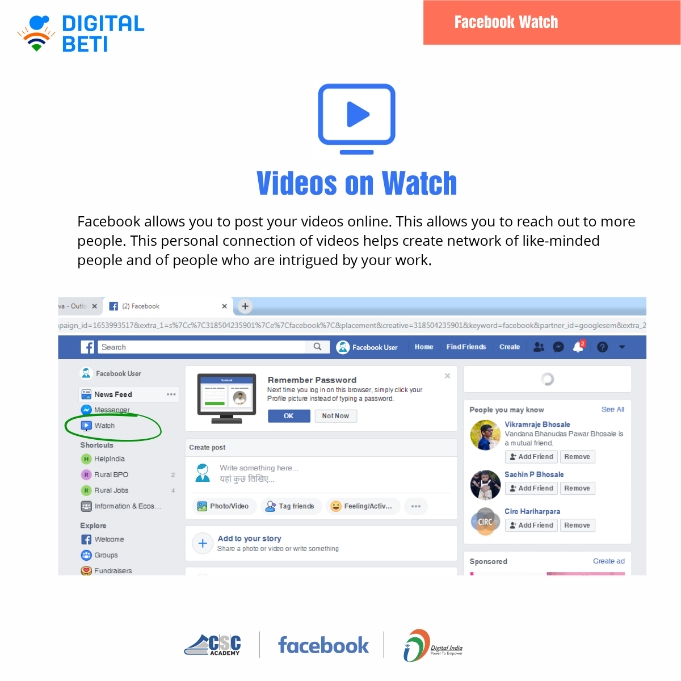 DIGITAL
BETI
Facebook Watch
Videos on Watch
Facebook allows you to post your videos online. This allows you to reach out to more
people. This personal connection of videos helps create network of like-minded
people and of people who are intrigued by your work.
va - Outlo
(2) Facebook
paign_id=1653993517&extra_1=s%7Cc%7C318504235901%7Ce%7Cfacebook%7C&placement&creative=318504235901&keyword=facebook&partner_id=googlesem&extra_2
Search
Facebook User
Home
Find Friends
Create
2
Facebook User
News Feed
Messenger
Watch
Shortcuts
HelpIndia
Rural BPO 2
Rural Jobs 4
Information & Ecos...
Explore
Welcome
Groups
Fundraisers
Remember Password
Next time you log in on this browser, simply click your
Profile picture instead of typing a password.
OK
Not Now
Create post
Write something here...
यहां कुछ लिखिए...
Photo/Video
Tag friends
Feeling/Activ...
Add to your story
Share a photo or video or write something
People you may know
See All
Vikramraje Bhosale
Vandana Bhanudas Pawar Bhosale is
a mutual friend.
Add Friend
Remove
Sachin P Bhosale
Add Friend
Remove
CIRC
Circ Hariharpara
Add Friend
Remove
Sponsored
Create ad
CSC
ACADEMY
facebook
Digital India
Power To Empower